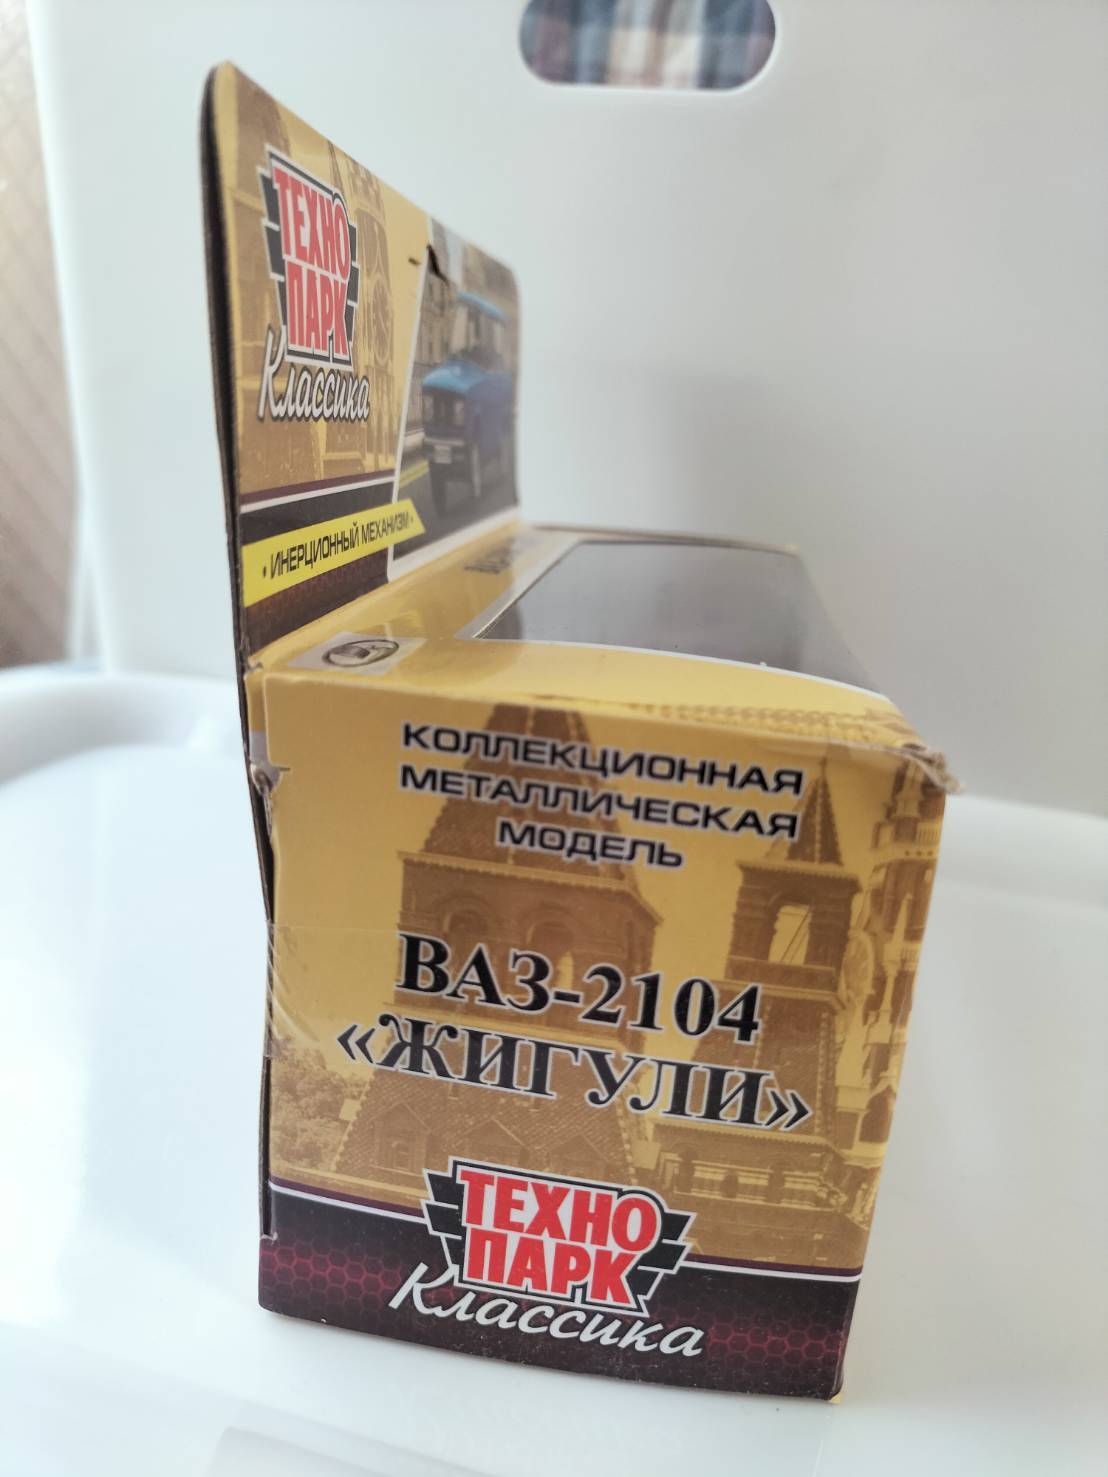 ТЕХНО
ПАРК
Классика
• ИНЕРЦИОННЫЙ МЕХАНИЗМ •
КОЛЛЕКЦИОННАЯ
МЕТАЛЛИЧЕСКАЯ
МОДЕЛЬ
ВАЗ-2104
«ЖИГУЛИ»
ТЕХНО
ПАРК
Классика